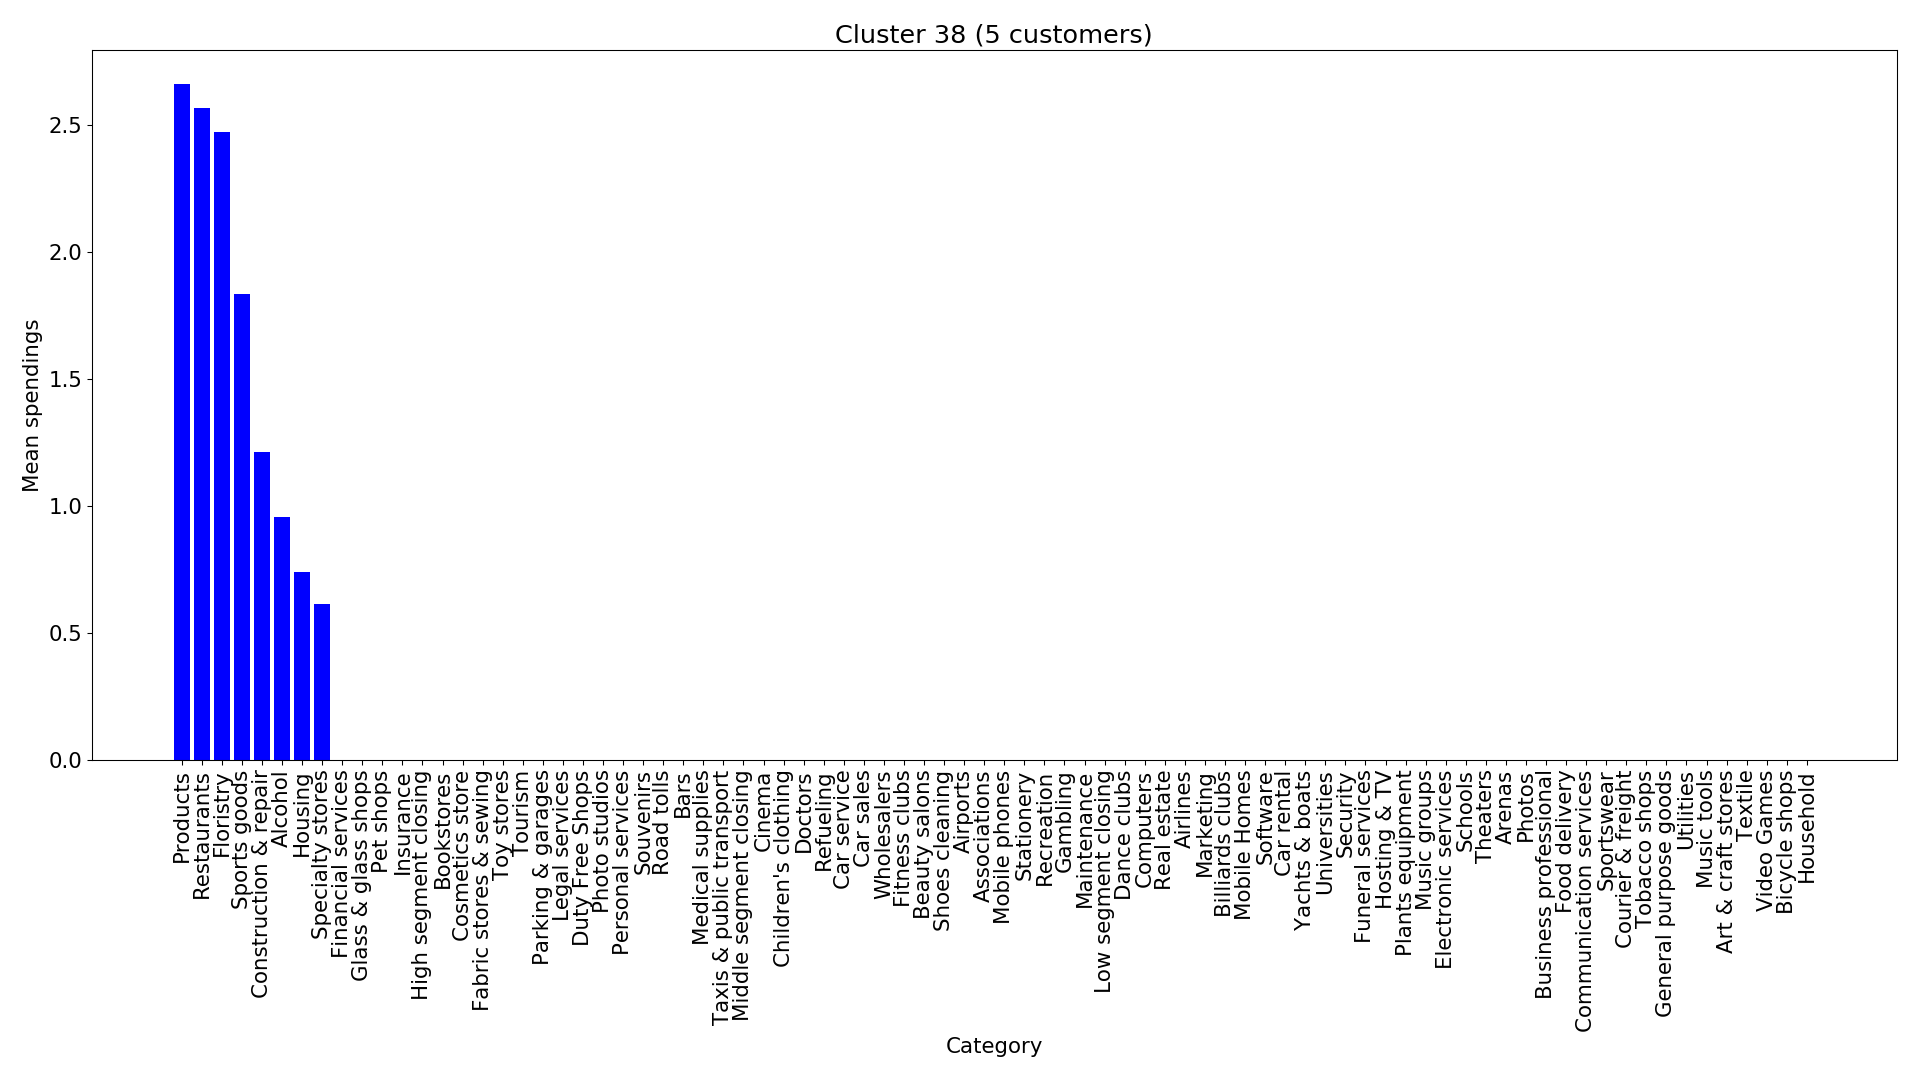 Cluster 38 (5 customers)
Mean spendings
2.5
2.0
1.5
1.0
0.5
0.0
Products
Restaurants
Floristry
Sports goods
Construction & repair
Alcohol
Housing
Specialty stores
Financial services
Glass & glass shops
Pet shops
Insurance
High segment closing
Bookstores
Cosmetics store
Fabric stores & sewing
Toy stores
Tourism
Parking & garages
Legal services
Duty Free Shops
Photo studios
Personal services
Souvenirs
Road tolls
Bars
Medical supplies
Taxis & public transport
Middle segment closing
Cinema
Children's clothing
Doctors
Refueling
Car service
Car sales
Wholesalers
Fitness clubs
Beauty salons
Shoes cleaning
Airports
Associations
Mobile phones
Stationery
Recreation
Gambling
Maintenance
Low segment closing
Dance clubs
Computers
Real estate
Airlines
Marketing
Billiards clubs
Mobile Homes
Software
Car rental
Yachts & boats
Universities
Security
Funeral services
Hosting & TV
Plants equipment
Music groups
Electronic services
Schools
Theaters
Arenas
Photos
Business professional
Food delivery
Communication services
Sportswear
Courier & freight
Tobacco shops
General purpose goods
Utilities
Music tools
Art & craft stores
Textile
Video Games
Bicycle shops
Household
Category